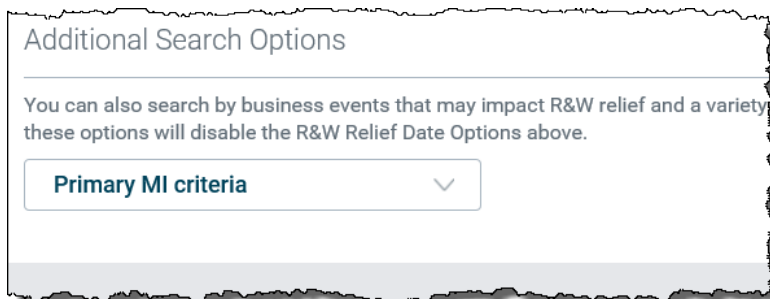 Additional Search Options
You can also search by business events that may impact R&W relief and a variety
these options will disable the R&W Relief Date Options above.
Primary MI criteria